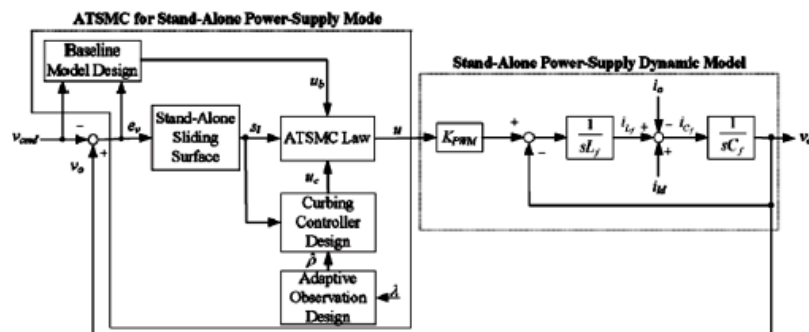 ATSMC for Stand-Alone Power-Supply Mode
Baseline
Model Design
u_b
Stand-Alone Power-Supply Dynamic Model
v_cmd
−
e_v
Stand-Alone
Sliding
Surface
s_I
ATSMC Law
u
K_PWM
+
−
1
sL_f
i_Lf
+
i_o
−
i_Cf
+
i_ld
1
sC_f
v_o
v_o
+
u_c
Curbing
Controller
Design
ρ̂
Adaptive
Observation
Design
λ